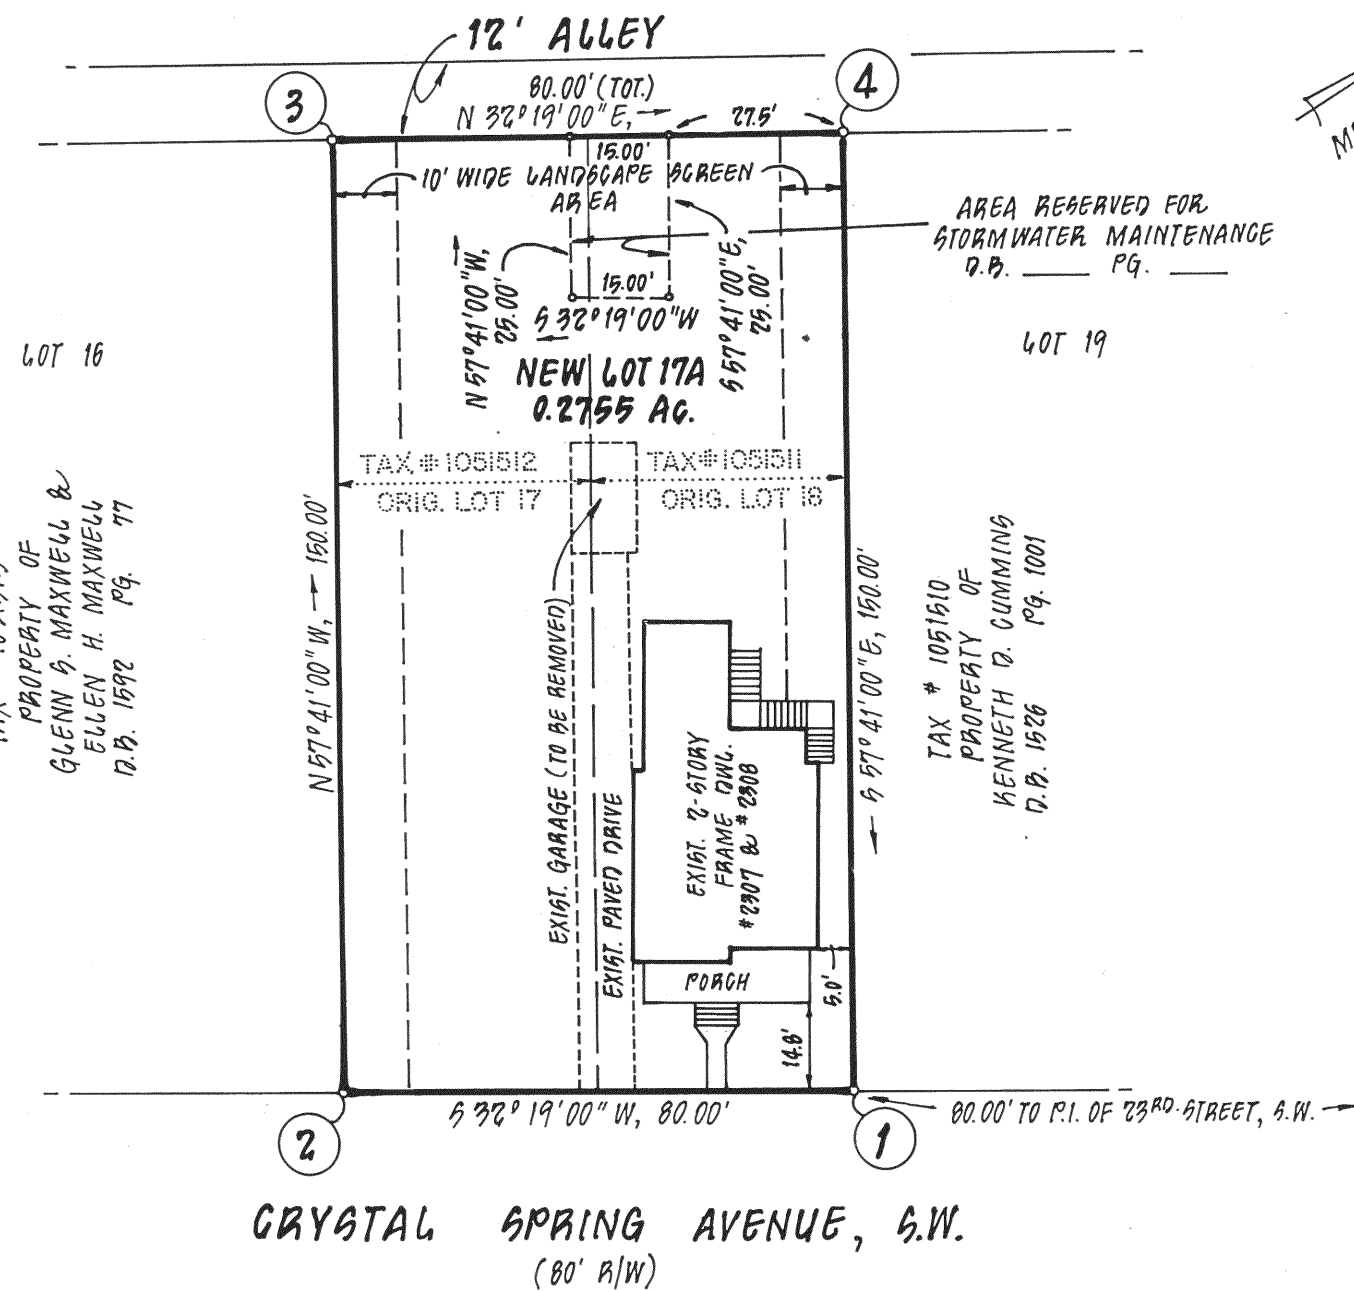 12' ALLEY
3
4
80.00' (TOT.)
N 32° 19' 00" E,
27.5'
15.00'
10' WIDE LANDSCAPE SCREEN
AREA
AREA RESERVED FOR
STORMWATER MAINTENANCE
D.B. ____ PG. ____
N 57° 41' 00" W,
25.00'
15.00'
S 32° 19' 00" W
S 57° 41' 00" E,
25.00'
LOT 16
LOT 19
NEW LOT 17A
0.2755 AC.
TAX # 1051512
ORIG. LOT 17
TAX # 1051511
ORIG. LOT 18
PROPERTY OF
GLENN S. MAXWELL &
ELLEN H. MAXWELL
D.B. 1592 PG. 77
N 57° 41' 00" W, 150.00'
EXIST. GARAGE (TO BE REMOVED)
EXIST. PAVED DRIVE
EXIST. 2-STORY
FRAME DWL.
#2307 & #2308
PORCH
5.0'
14.8'
S 57° 41' 00" E, 150.00'
TAX # 1051510
PROPERTY OF
KENNETH D. CUMMINS
D.B. 1526 PG. 1001
S 32° 19' 00" W, 80.00'
80.00' TO P.I. OF 23RD. STREET, S.W.
2
1
CRYSTAL SPRING AVENUE, S.W.
(80' R/W)